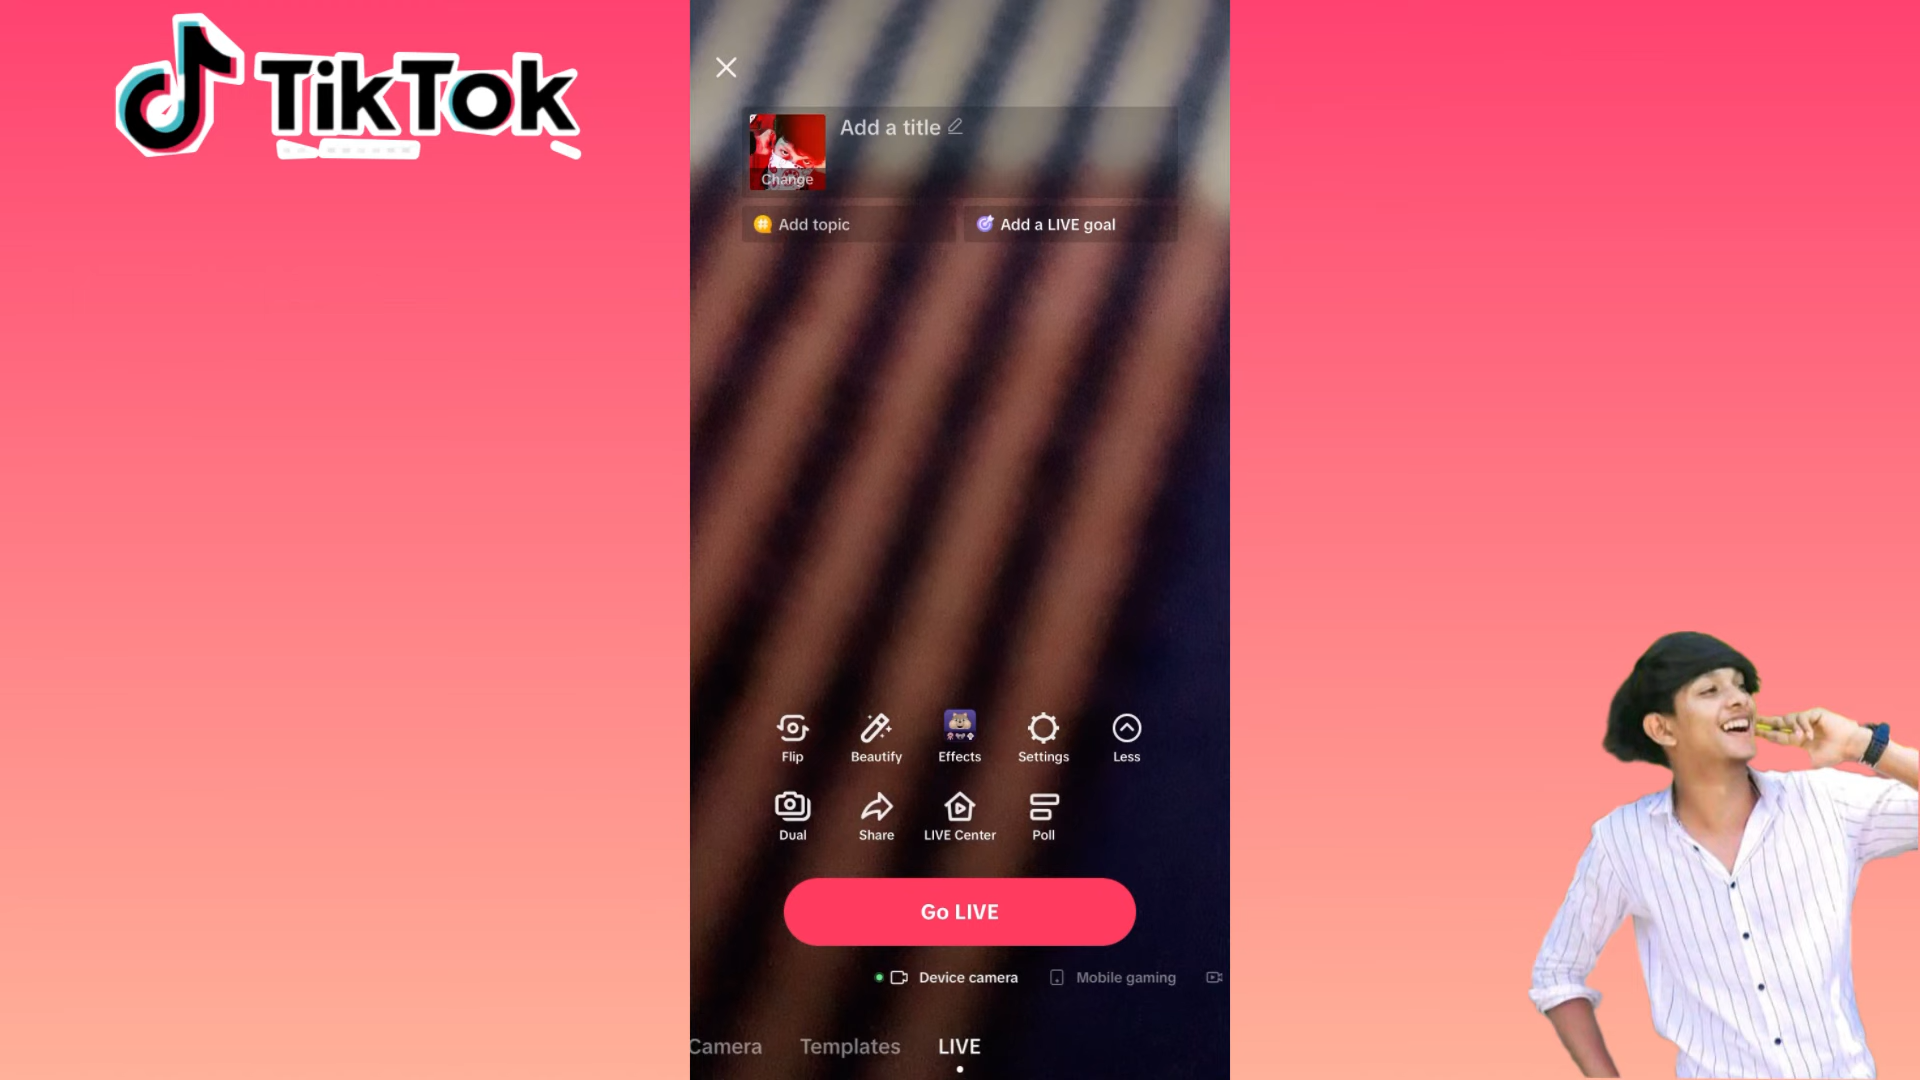 TikTok
Add a title
Change
Add topic
Add a LIVE goal
Flip
Beautify
Effects
Settings
Less
Dual
Share
LIVE Center
Poll
Go LIVE
Device camera
Mobile gaming
Camera
Templates
LIVE